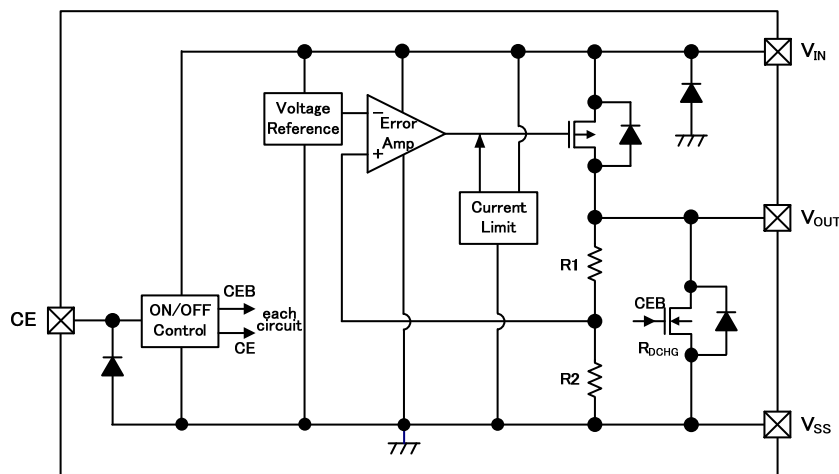 V_IN
Voltage
Reference
−
+
Error
Amp
Current
Limit
V_OUT
R1
CE
ON/OFF
Control
CEB
CE
each
circuit
CEB
R_DCHG
R2
V_SS